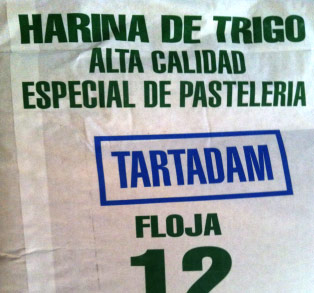 HARINA DE TRIGO
ALTA CALIDAD
ESPECIAL DE PASTELERIA
TARTADAM
FLOJA
12